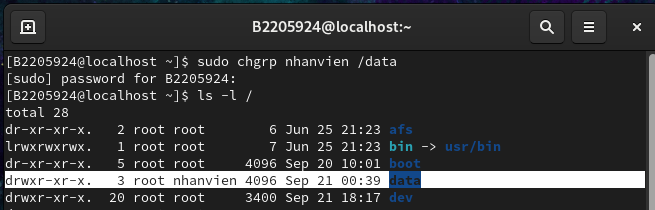 B2205924@localhost:~
[B2205924@localhost ~]$ sudo chgrp nhanvien /data
[sudo] password for B2205924:
[B2205924@localhost ~]$ ls -l /
total 28
dr-xr-xr-x.   2 root root        6 Jun 25 21:23 afs
lrwxrwxrwx.   1 root root        7 Jun 25 21:23 bin -> usr/bin
dr-xr-xr-x.   5 root root     4096 Sep 20 10:01 boot
drwxr-xr-x.   3 root nhanvien 4096 Sep 21 00:39 data
drwxr-xr-x.  20 root root     3400 Sep 21 18:17 dev